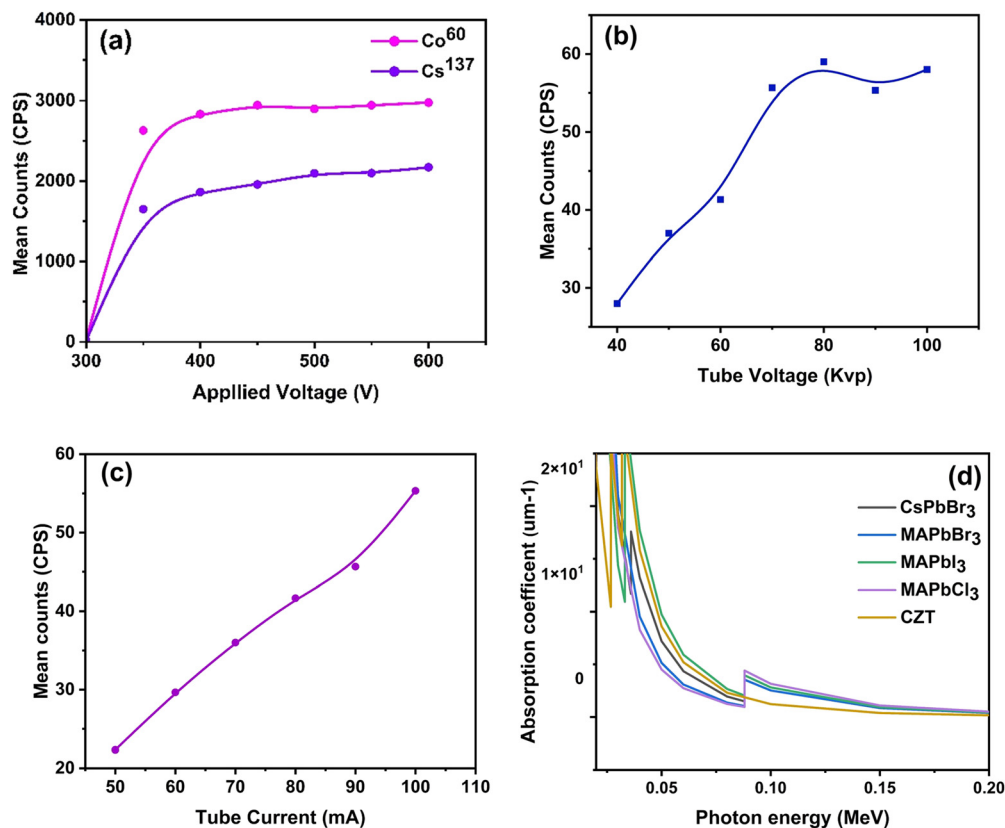 (a)
Co60
Cs137
4000
3000
2000
1000
0
300
400
500
600
Mean Counts (CPS)
Appllied Voltage (V)
(b)
60
50
40
30
40
60
80
100
Mean Counts (CPS)
Tube Voltage (Kvp)
(c)
60
50
40
30
20
50
60
70
80
90
100
110
Mean counts (CPS)
Tube Current (mA)
(d)
CsPbBr3
MAPbBr3
MAPbI3
MAPbCl3
CZT
2×10¹
1×10¹
0
0.05
0.10
0.15
0.20
Absorption coefficent (um-1)
Photon energy (MeV)